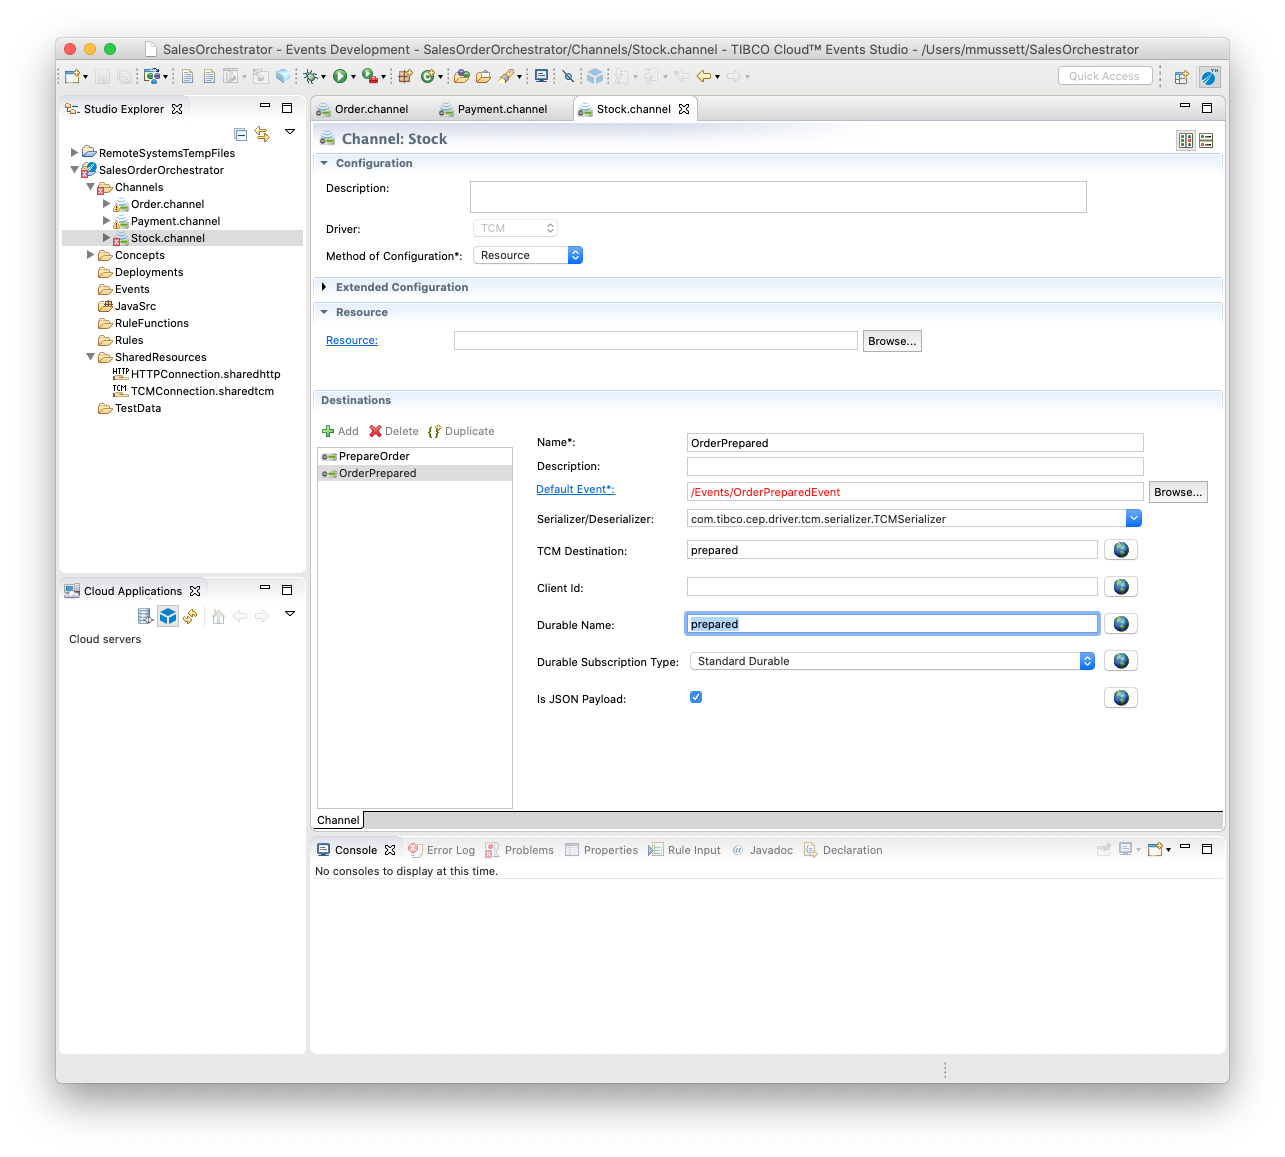 SalesOrchestrator - Events Development - SalesOrderOrchestrator/Channels/Stock.channel - TIBCO Cloud™ Events Studio - /Users/mmussett/SalesOrchestrator
Quick Access
Studio Explorer
RemoteSystemsTempFiles
SalesOrderOrchestrator
Channels
Order.channel
Payment.channel
Stock.channel
Concepts
Deployments
Events
JavaSrc
RuleFunctions
Rules
SharedResources
HTTP HTTPConnection.sharedhttp
TCM TCMConnection.sharedtcm
TestData
Cloud Applications
Cloud servers
Order.channel Payment.channel Stock.channel
Channel: Stock
Configuration
Description:
Driver: TCM
Method of Configuration*: Resource
Extended Configuration
Resource
Resource: Browse...
Destinations
Add Delete Duplicate
PrepareOrder
OrderPrepared
Name*: OrderPrepared
Description:
Default Event*: /Events/OrderPreparedEvent Browse...
Serializer/Deserializer: com.tibco.cep.driver.tcm.serializer.TCMSerializer
TCM Destination: prepared
Client Id:
Durable Name: prepared
Durable Subscription Type: Standard Durable
Is JSON Payload:
Channel
Console Error Log Problems Properties Rule Input @ Javadoc Declaration
No consoles to display at this time.